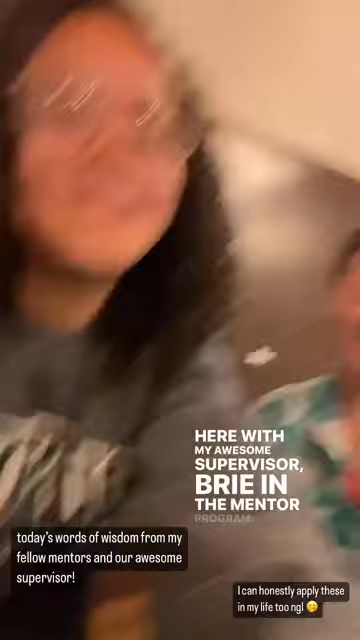 HERE WITH
MY AWESOME
SUPERVISOR,
BRIE IN
THE MENTOR
PROGRAM.
today's words of wisdom from my
fellow mentors and our awesome
supervisor!
I can honestly apply these
in my life too ngl 🤭